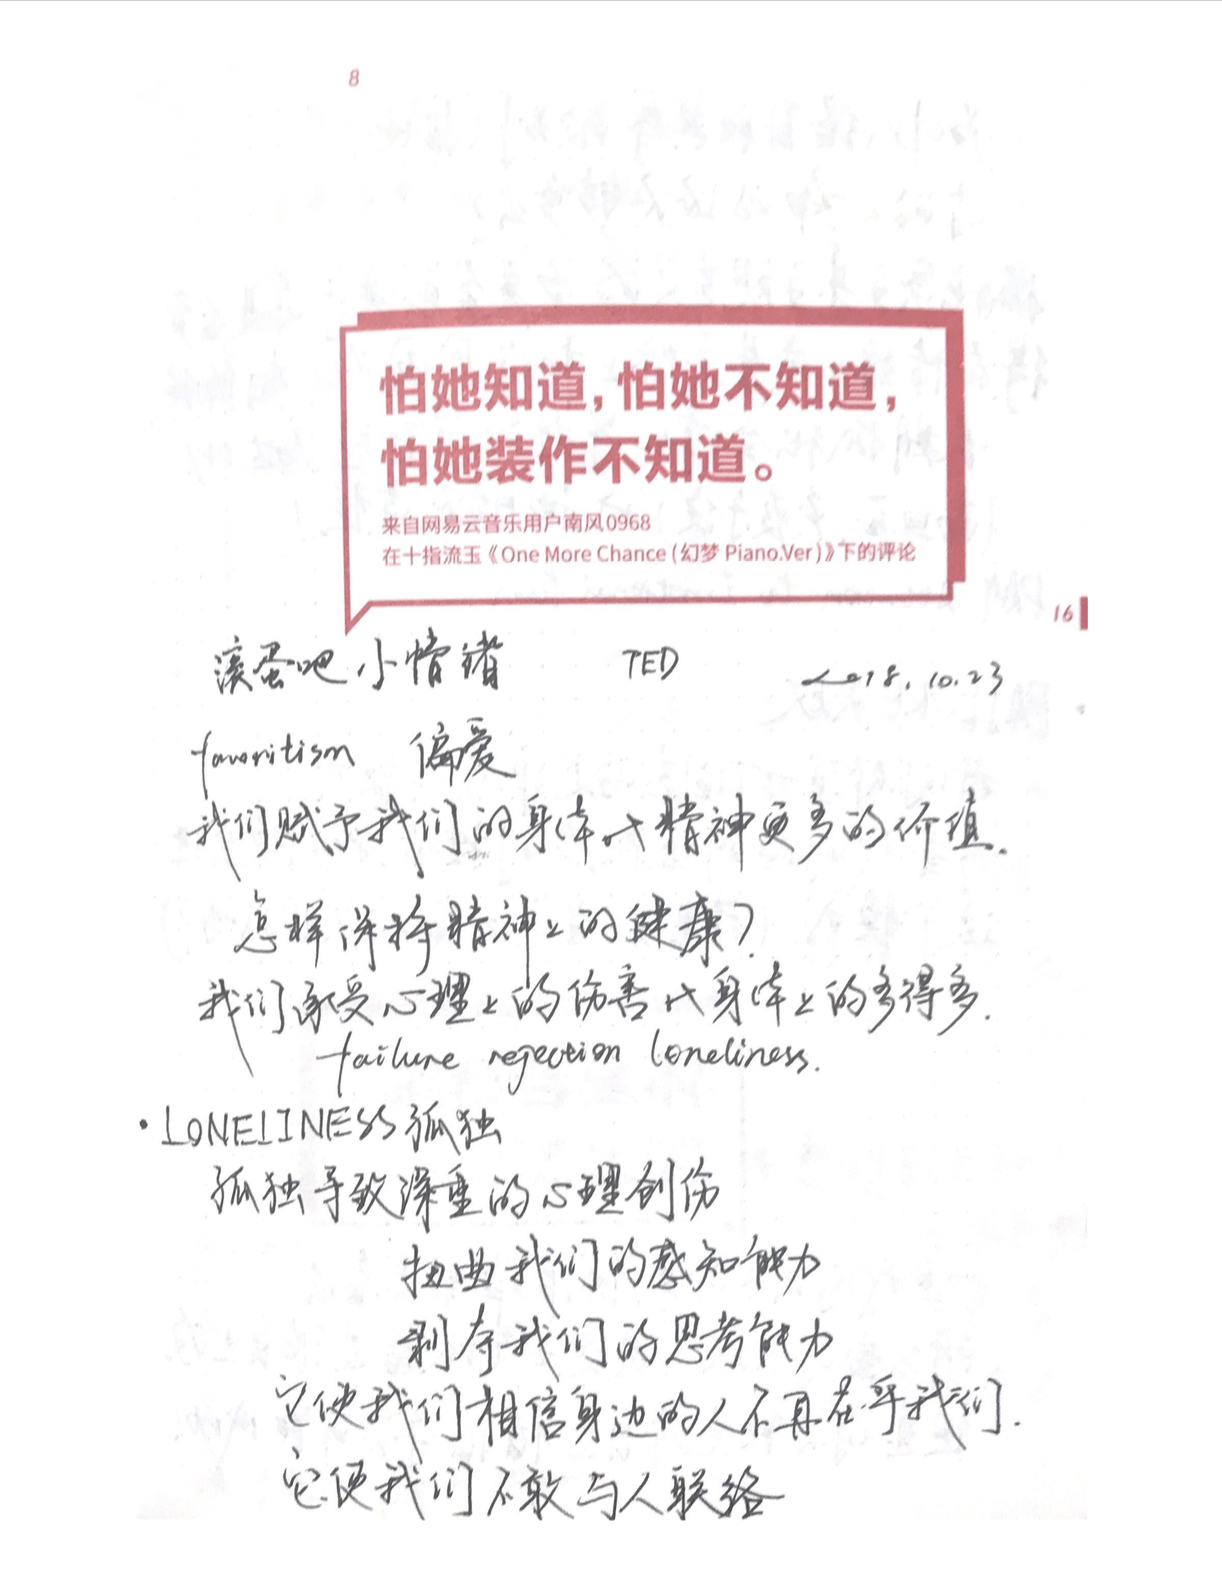 8
怕她知道，怕她不知道，
怕她装作不知道。
来自网易云音乐用户南风0968
在十指流玉《One More Chance (幻梦 Piano.Ver)》下的评论
16
滚蛋吧 小情绪 TED 2018.10.23
favoritism 偏爱
我们赋予我们的身体比精神更多的价值.
怎样保持精神上的健康?
我们承受心理上的伤害比身体上的多得多.
failure rejection loneliness.
·LONELINESS 孤独
孤独导致深重的心理创伤
扭曲我们的感知能力
剥夺我们的思考能力
它使我们相信身边的人不再在乎我们.
它使我们不敢与人联络